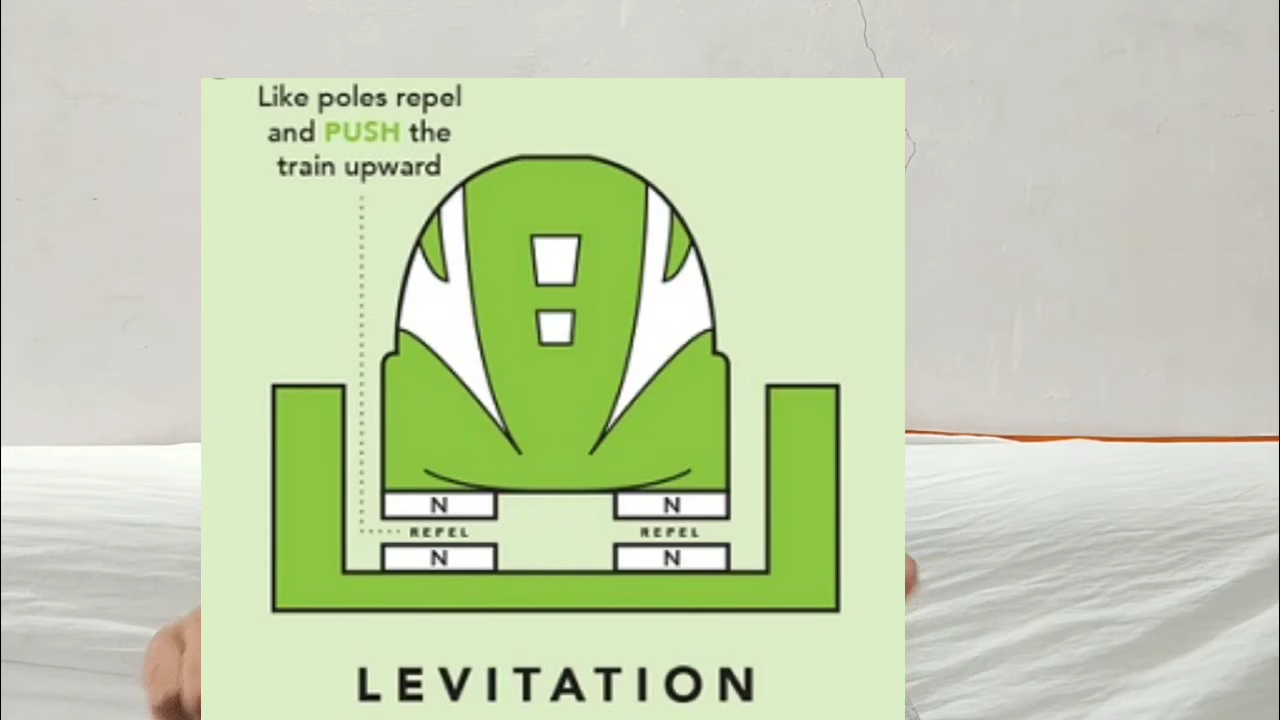 Like poles repel
and PUSH the
train upward
N
N
REPEL
REPEL
N
N
LEVITATION